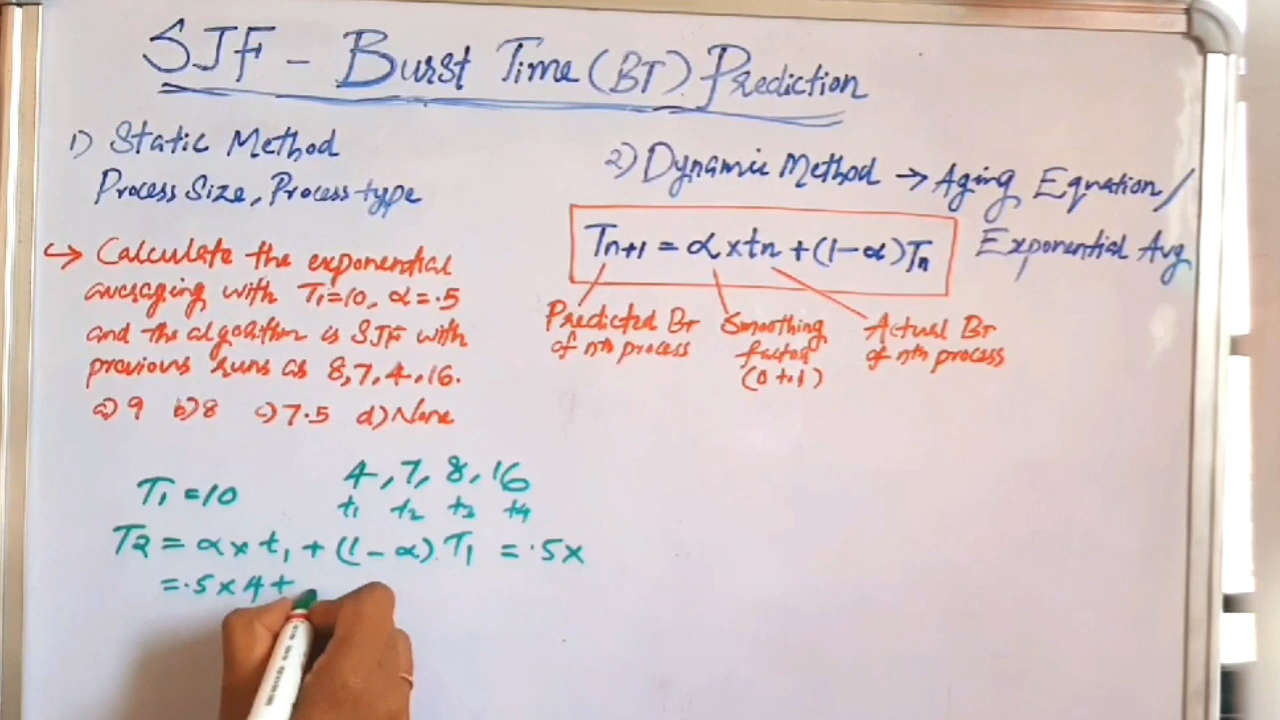 SJF - Burst Time (BT) Prediction
1) Static Method
Process Size, Process type
→ Calculate the exponential
averaging with T1=10, α=.5
and the algorithm is SJF with
previous runs as 8,7,4,16.
a) 9 b) 8 c) 7.5 d) None
2) Dynamic Method → Aging Equation/
Exponential Avg
Tn+1 = α x tn + (1-α) Tn
Predicted BT
of nth process
Smoothing
factor
(0 to 1)
Actual BT
of nth process
T1 = 10
4, 7, 8, 16
t1 t2 t3 t4
T2 = α x t1 + (1 - α). T1 = .5 x
= .5 x 4 +